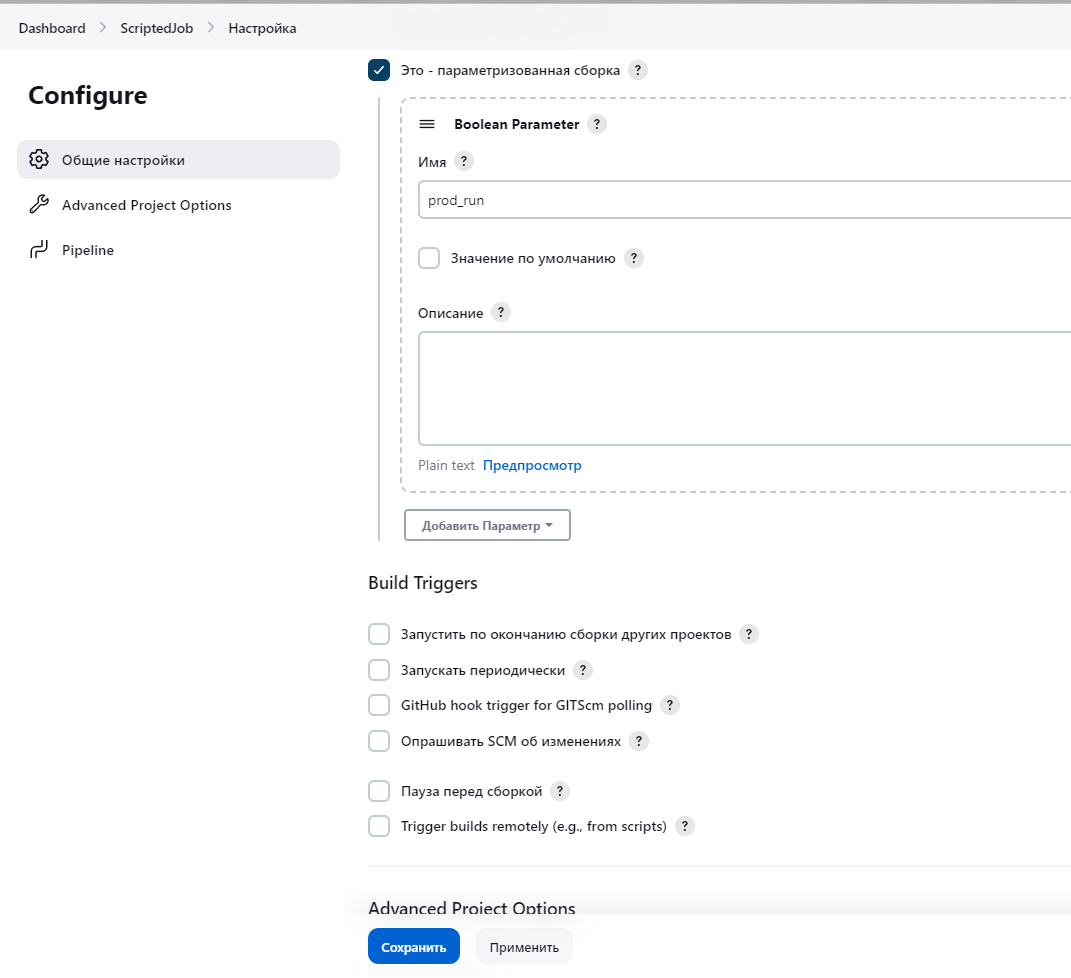 Dashboard > ScriptedJob > Настройка
Configure
Общие настройки
Advanced Project Options
Pipeline
Это - параметризованная сборка ?
Boolean Parameter ?
Имя ?
prod_run
Значение по умолчанию ?
Описание ?
Plain text Предпросмотр
Добавить Параметр
Build Triggers
Запустить по окончанию сборки других проектов ?
Запускать периодически ?
GitHub hook trigger for GITScm polling ?
Опрашивать SCM об изменениях ?
Пауза перед сборкой ?
Trigger builds remotely (e.g., from scripts) ?
Advanced Project Options
Сохранить Применить